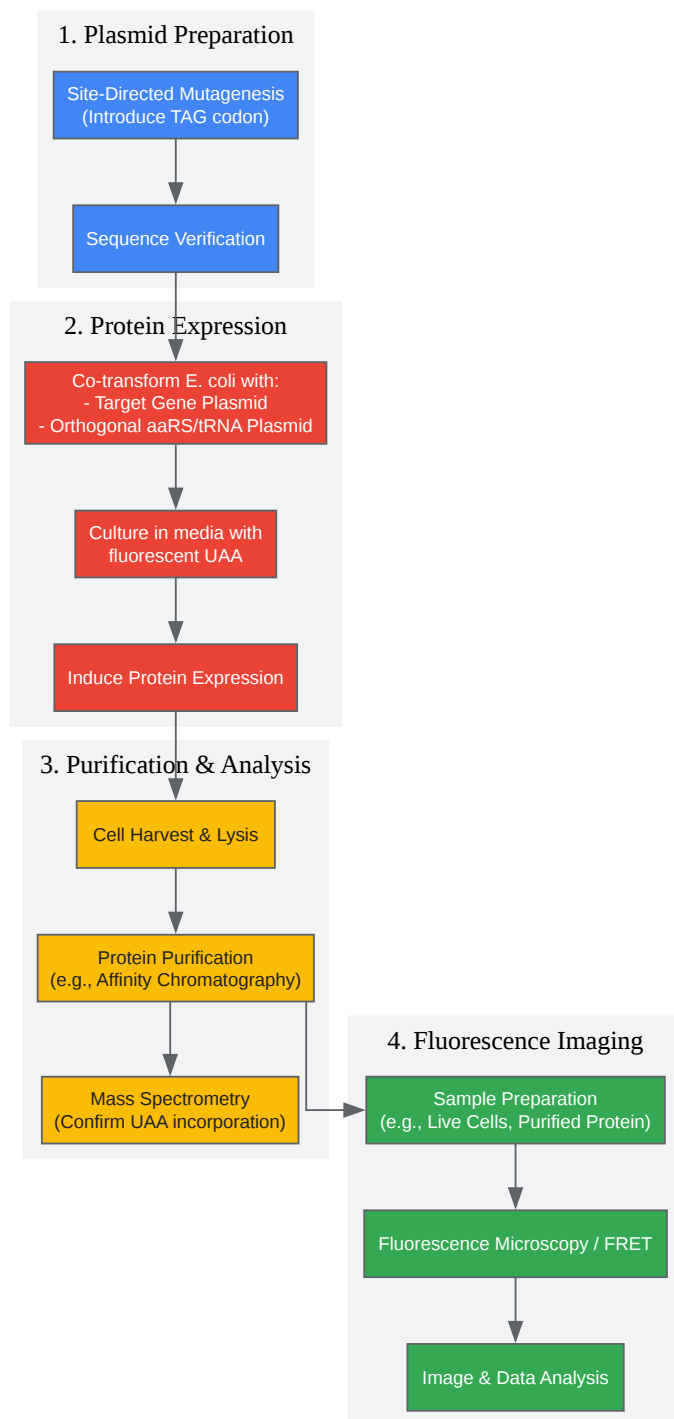 1. Plasmid Preparation
Site-Directed Mutagenesis
(Introduce TAG codon)
Sequence Verification
2. Protein Expression
Co-transform E. coli with:
- Target Gene Plasmid
- Orthogonal aaRS/tRNA Plasmid
Culture in media with
fluorescent UAA
Induce Protein Expression
3. Purification & Analysis
Cell Harvest & Lysis
Protein Purification
(e.g., Affinity Chromatography)
Mass Spectrometry
(Confirm UAA incorporation)
4. Fluorescence Imaging
Sample Preparation
(e.g., Live Cells, Purified Protein)
Fluorescence Microscopy / FRET
Image & Data Analysis